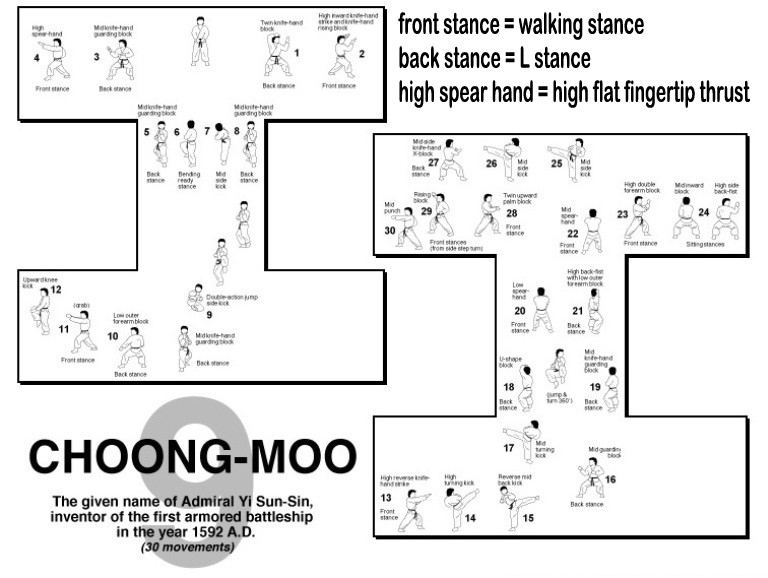 front stance = walking stance
back stance = L stance
high spear hand = high flat fingertip thrust
High
spear-hand
4
Front stance
Mid knife-hand
guarding block
3
Back stance
Twin knife-hand
block
1
Back stance
High inward knife-hand
strike and knife-hand
rising block
2
Front stance
Mid knife-hand
guarding block
5
Back
stance
6
Bending
ready
stance
7
Mid
side
kick
Mid knife-hand
guarding block
8
Back
stance
Double-action jump
side kick
9
Mid knife-hand
guarding block
Back stance
Upward knee
kick
12
(grab)
11
Front stance
Low outer
forearm block
10
Back stance
Mid side
knife-hand
X-block
27
Back
stance
26
Mid
side
kick
25
Mid
side
kick
Mid
punch
30
Rising
block
29
Front stances
(from side step turn)
Twin upward
palm block
28
Front
stance
Mid
spear-
hand
22
Front
stance
High double
forearm block
23
Front stance
Mid inward
block
24
High side
back-fist
Sitting stances
Low
spear-
hand
20
Front
stance
High back-fist
with low outer
forearm block
21
Back
stance
U-shape
block
18
Back
stance
(jump &
turn 360°)
Mid
knife-hand
guarding
block
19
Back
stance
17
Mid
turning
kick
Mid guarding
block
16
Back stance
High reverse knife-
hand strike
13
Front
stance
High
turning kick
14
Reverse mid
back kick
15
9
CHOONG-MOO
The given name of Admiral Yi Sun-Sin,
inventor of the first armored battleship
in the year 1592 A.D.
(30 movements)